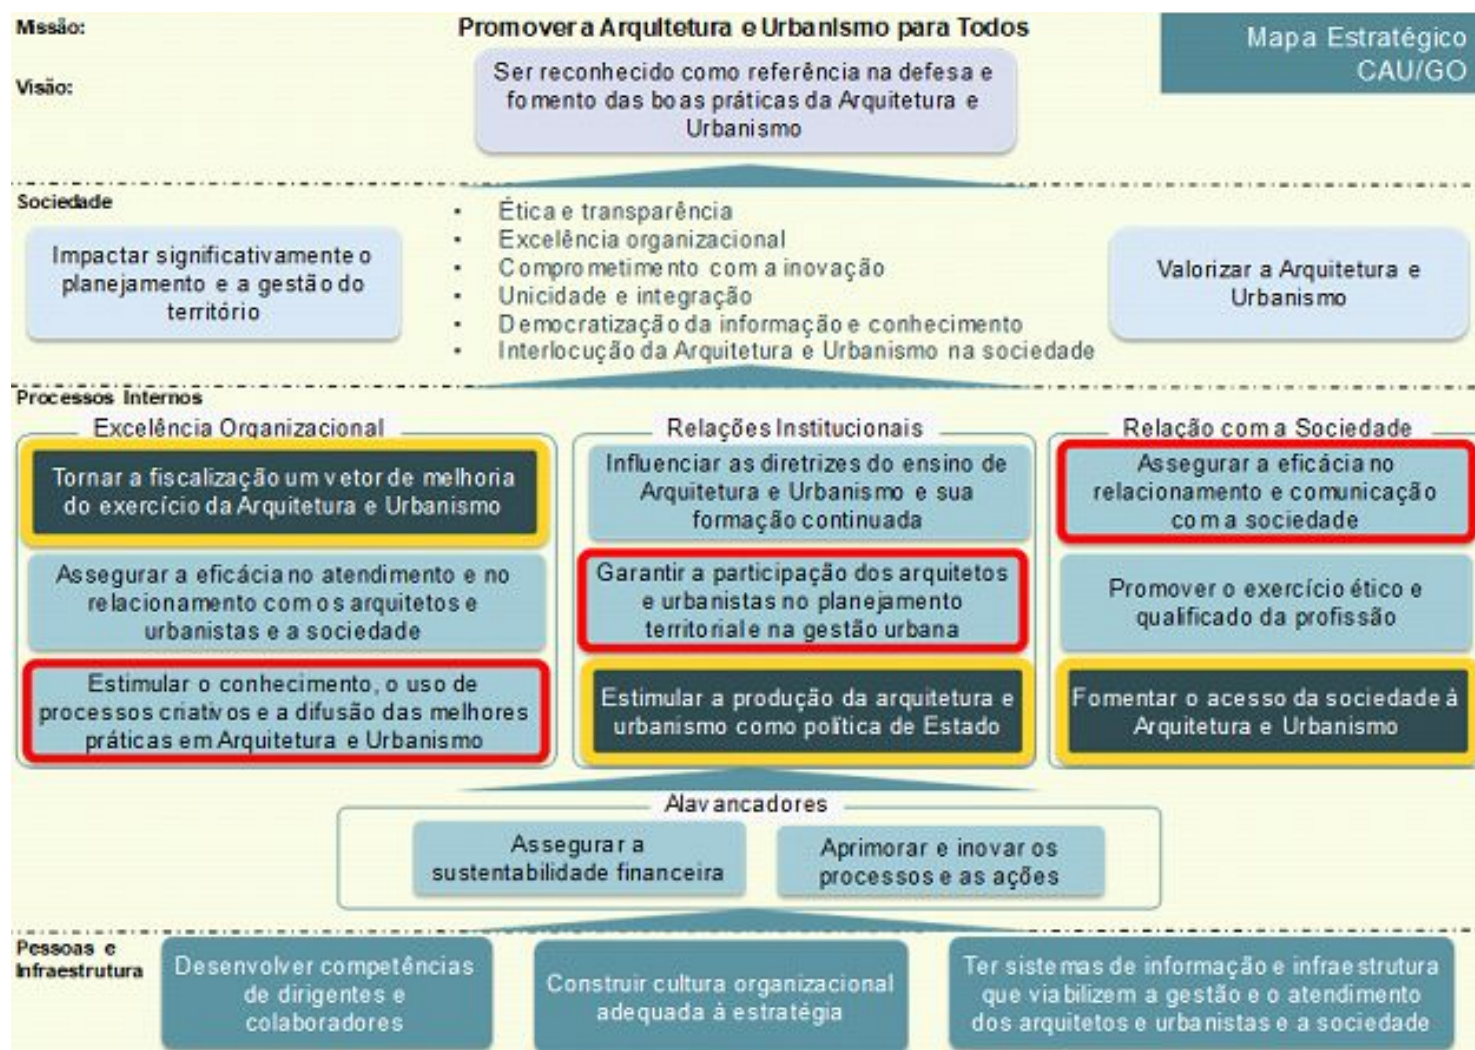 Missão:
Promover a Arquitetura e Urbanismo para Todos
Mapa Estratégico
CAU/GO
Visão:
Ser reconhecido como referência na defesa e
fomento das boas práticas da Arquitetura e
Urbanismo
Sociedade
Impactar significativamente o
planejamento e a gestão do
território
• Ética e transparência
• Excelência organizacional
• Comprometimento com a inovação
• Unicidade e integração
• Democratização da informação e conhecimento
• Interlocução da Arquitetura e Urbanismo na sociedade
Valorizar a Arquitetura e
Urbanismo
Processos Internos
Excelência Organizacional
Tornar a fiscalização um vetor de melhoria
do exercício da Arquitetura e Urbanismo
Assegurar a eficácia no atendimento e no
relacionamento com os arquitetos e
urbanistas e a sociedade
Estimular o conhecimento, o uso de
processos criativos e a difusão das melhores
práticas em Arquitetura e Urbanismo
Relações Institucionais
Influenciar as diretrizes do ensino de
Arquitetura e Urbanismo e sua
formação continuada
Garantir a participação dos arquitetos
e urbanistas no planejamento
territorial e na gestão urbana
Estimular a produção da arquitetura e
urbanismo como política de Estado
Relação com a Sociedade
Assegurar a eficácia no
relacionamento e comunicação
com a sociedade
Promover o exercício ético e
qualificado da profissão
Fomentar o acesso da sociedade à
Arquitetura e Urbanismo
Alavancadores
Assegurar a
sustentabilidade financeira
Aprimorar e inovar os
processos e as ações
Pessoas e
Infraestrutura
Desenvolver competências
de dirigentes e
colaboradores
Construir cultura organizacional
adequada à estratégia
Ter sistemas de informação e infraestrutura
que viabilizem a gestão e o atendimento
dos arquitetos e urbanistas e a sociedade